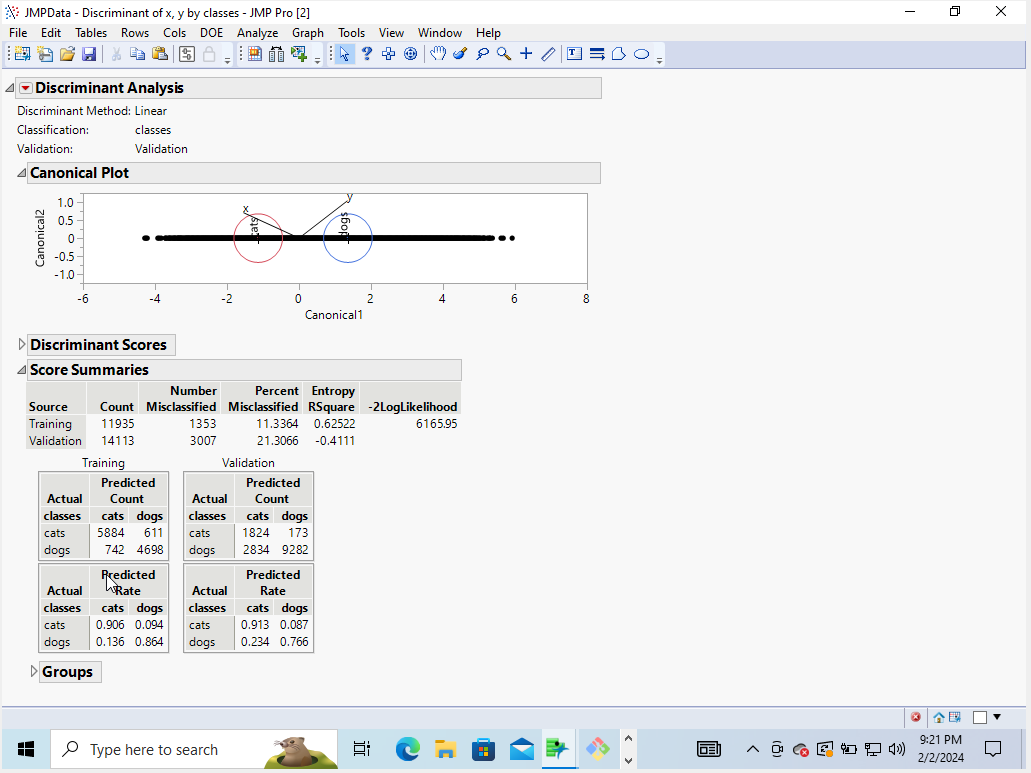 JMPData - Discriminant of x, y by classes - JMP Pro [2]
File Edit Tables Rows Cols DOE Analyze Graph Tools View Window Help
Discriminant Analysis
Discriminant Method: Linear
Classification: classes
Validation: Validation
Canonical Plot
Canonical2
1.0
0.5
0
-0.5
-1.0
x
y
cats
dogs
-6 -4 -2 0 2 4 6 8
Canonical1
Discriminant Scores
Score Summaries
Number Percent Entropy
Source Count Misclassified Misclassified RSquare -2LogLikelihood
Training 11935 1353 11.3364 0.62522 6165.95
Validation 14113 3007 21.3066 -0.4111
Training
Predicted
Actual Count
classes cats dogs
cats 5884 611
dogs 742 4698
Predicted
Actual Rate
classes cats dogs
cats 0.906 0.094
dogs 0.136 0.864
Validation
Predicted
Actual Count
classes cats dogs
cats 1824 173
dogs 2834 9282
Predicted
Actual Rate
classes cats dogs
cats 0.913 0.087
dogs 0.234 0.766
Groups
Type here to search
9:21 PM
2/2/2024